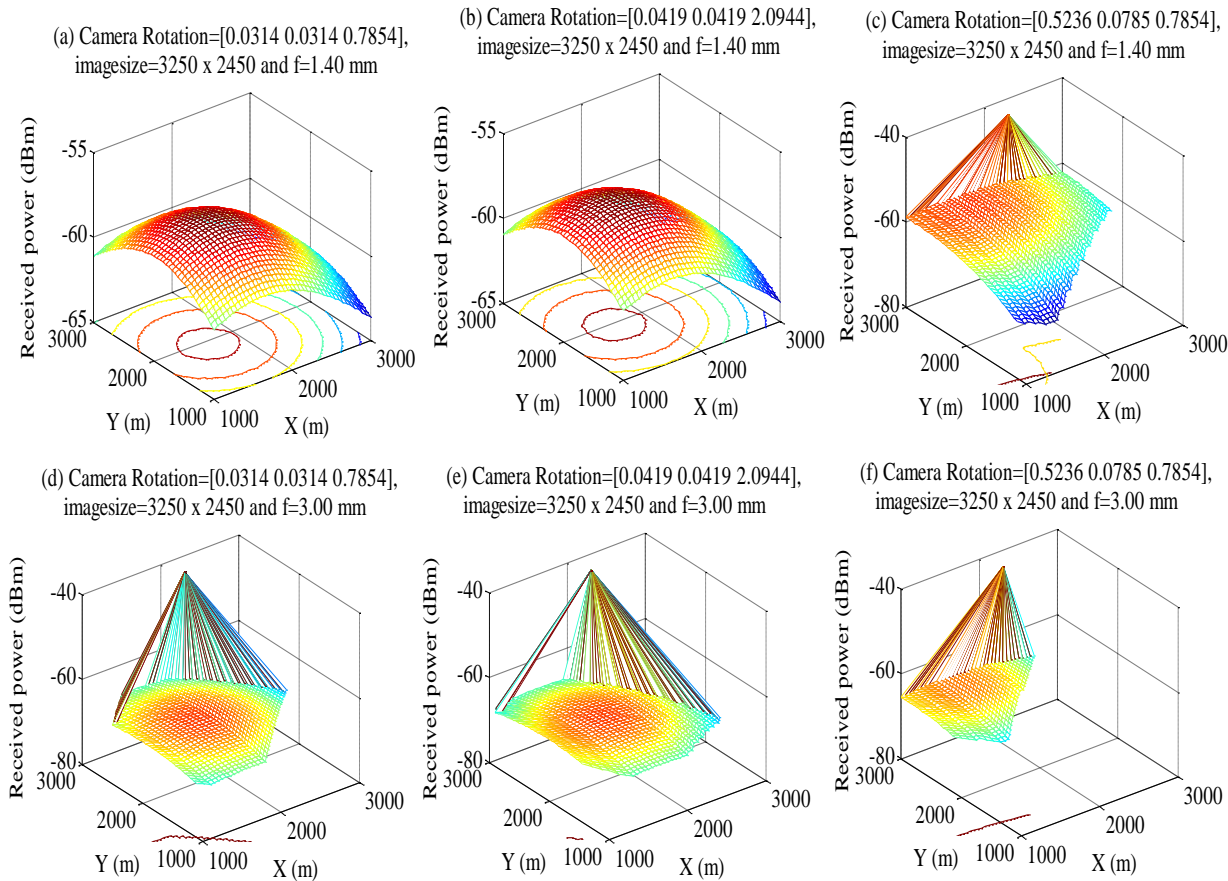 (a) Camera Rotation=[0.0314 0.0314 0.7854],
imagesize=3250 x 2450 and f=1.40 mm
Received power (dBm)
-55
-60
-65
3000
2000
1000
Y (m)
1000
2000
3000
X (m)
(b) Camera Rotation=[0.0419 0.0419 2.0944],
imagesize=3250 x 2450 and f=1.40 mm
Received power (dBm)
-55
-60
-65
3000
2000
1000
Y (m)
1000
2000
3000
X (m)
(c) Camera Rotation=[0.5236 0.0785 0.7854],
imagesize=3250 x 2450 and f=1.40 mm
Received power (dBm)
-40
-60
-80
3000
2000
1000
Y (m)
1000
2000
3000
X (m)
(d) Camera Rotation=[0.0314 0.0314 0.7854],
imagesize=3250 x 2450 and f=3.00 mm
Received power (dBm)
-40
-60
-80
3000
2000
1000
Y (m)
1000
2000
3000
X (m)
(e) Camera Rotation=[0.0419 0.0419 2.0944],
imagesize=3250 x 2450 and f=3.00 mm
Received power (dBm)
-40
-60
-80
3000
2000
1000
Y (m)
1000
2000
3000
X (m)
(f) Camera Rotation=[0.5236 0.0785 0.7854],
imagesize=3250 x 2450 and f=3.00 mm
Received power (dBm)
-40
-60
-80
3000
2000
1000
Y (m)
1000
2000
3000
X (m)